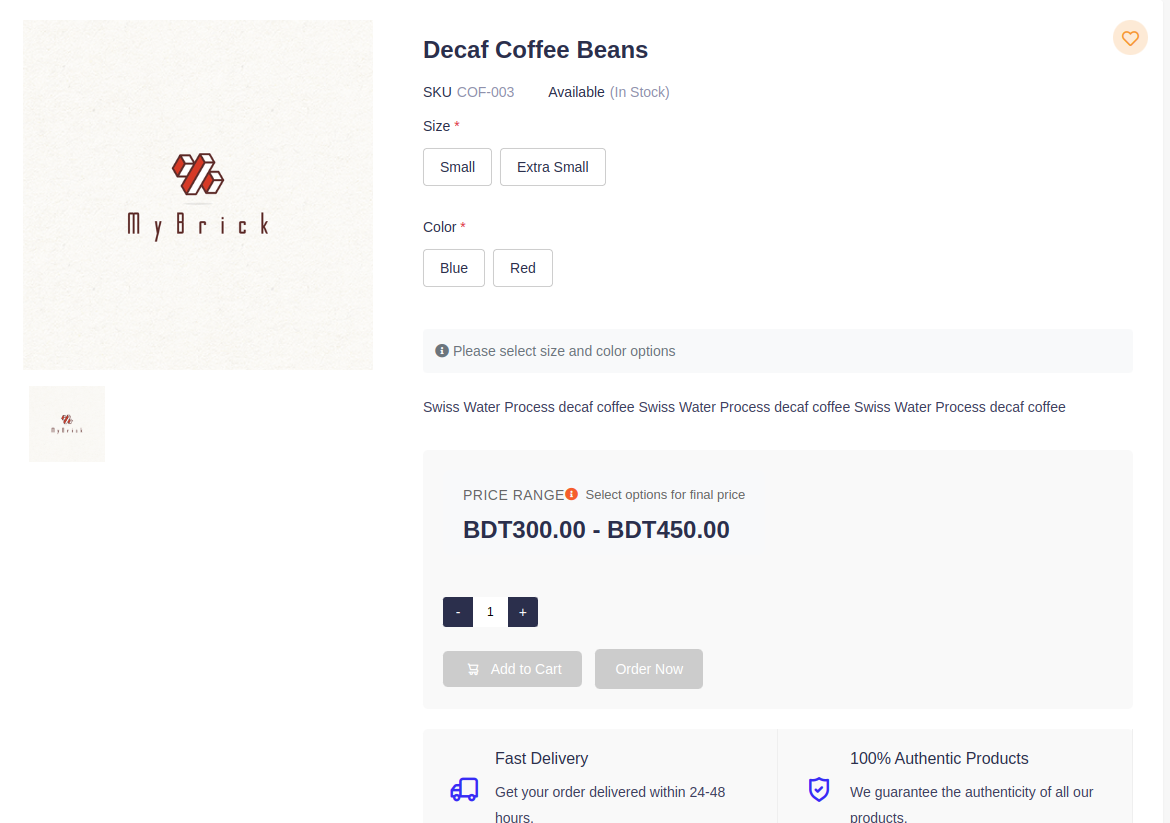 MyBrick
MyBrick
Decaf Coffee Beans
SKU COF-003 Available (In Stock)
Size *
Small Extra Small
Color *
Blue Red
Please select size and color options
Swiss Water Process decaf coffee Swiss Water Process decaf coffee Swiss Water Process decaf coffee
PRICE RANGE Select options for final price
BDT300.00 - BDT450.00
- 1 +
Add to Cart Order Now
Fast Delivery
Get your order delivered within 24-48
hours.
100% Authentic Products
We guarantee the authenticity of all our
products.